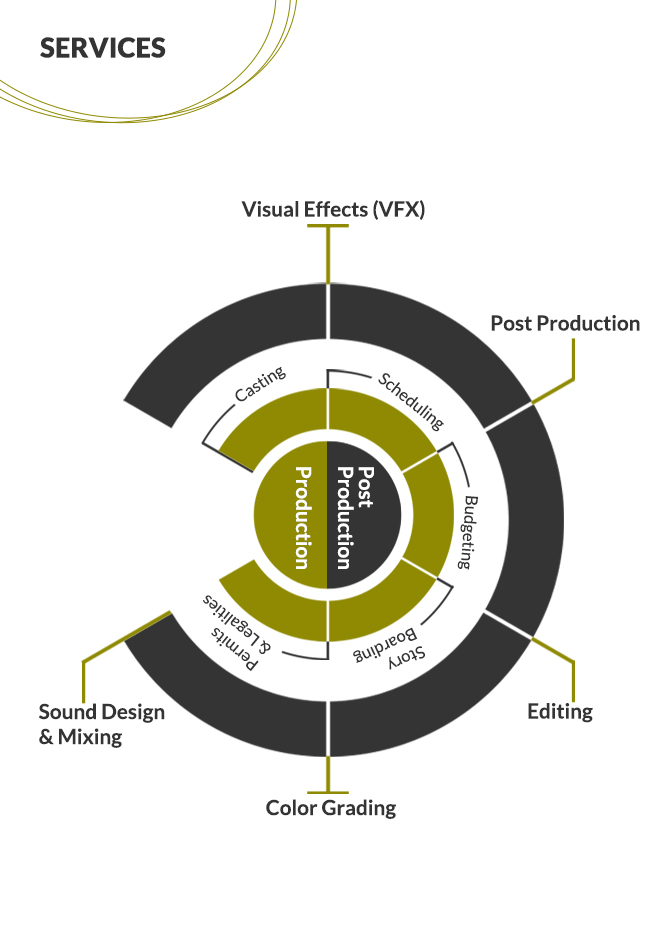 SERVICES
Visual Effects (VFX)
Post Production
Casting
Scheduling
Budgeting
Post
Production
Production
Permits
& Legalities
Story
Boarding
Sound Design
& Mixing
Editing
Color Grading